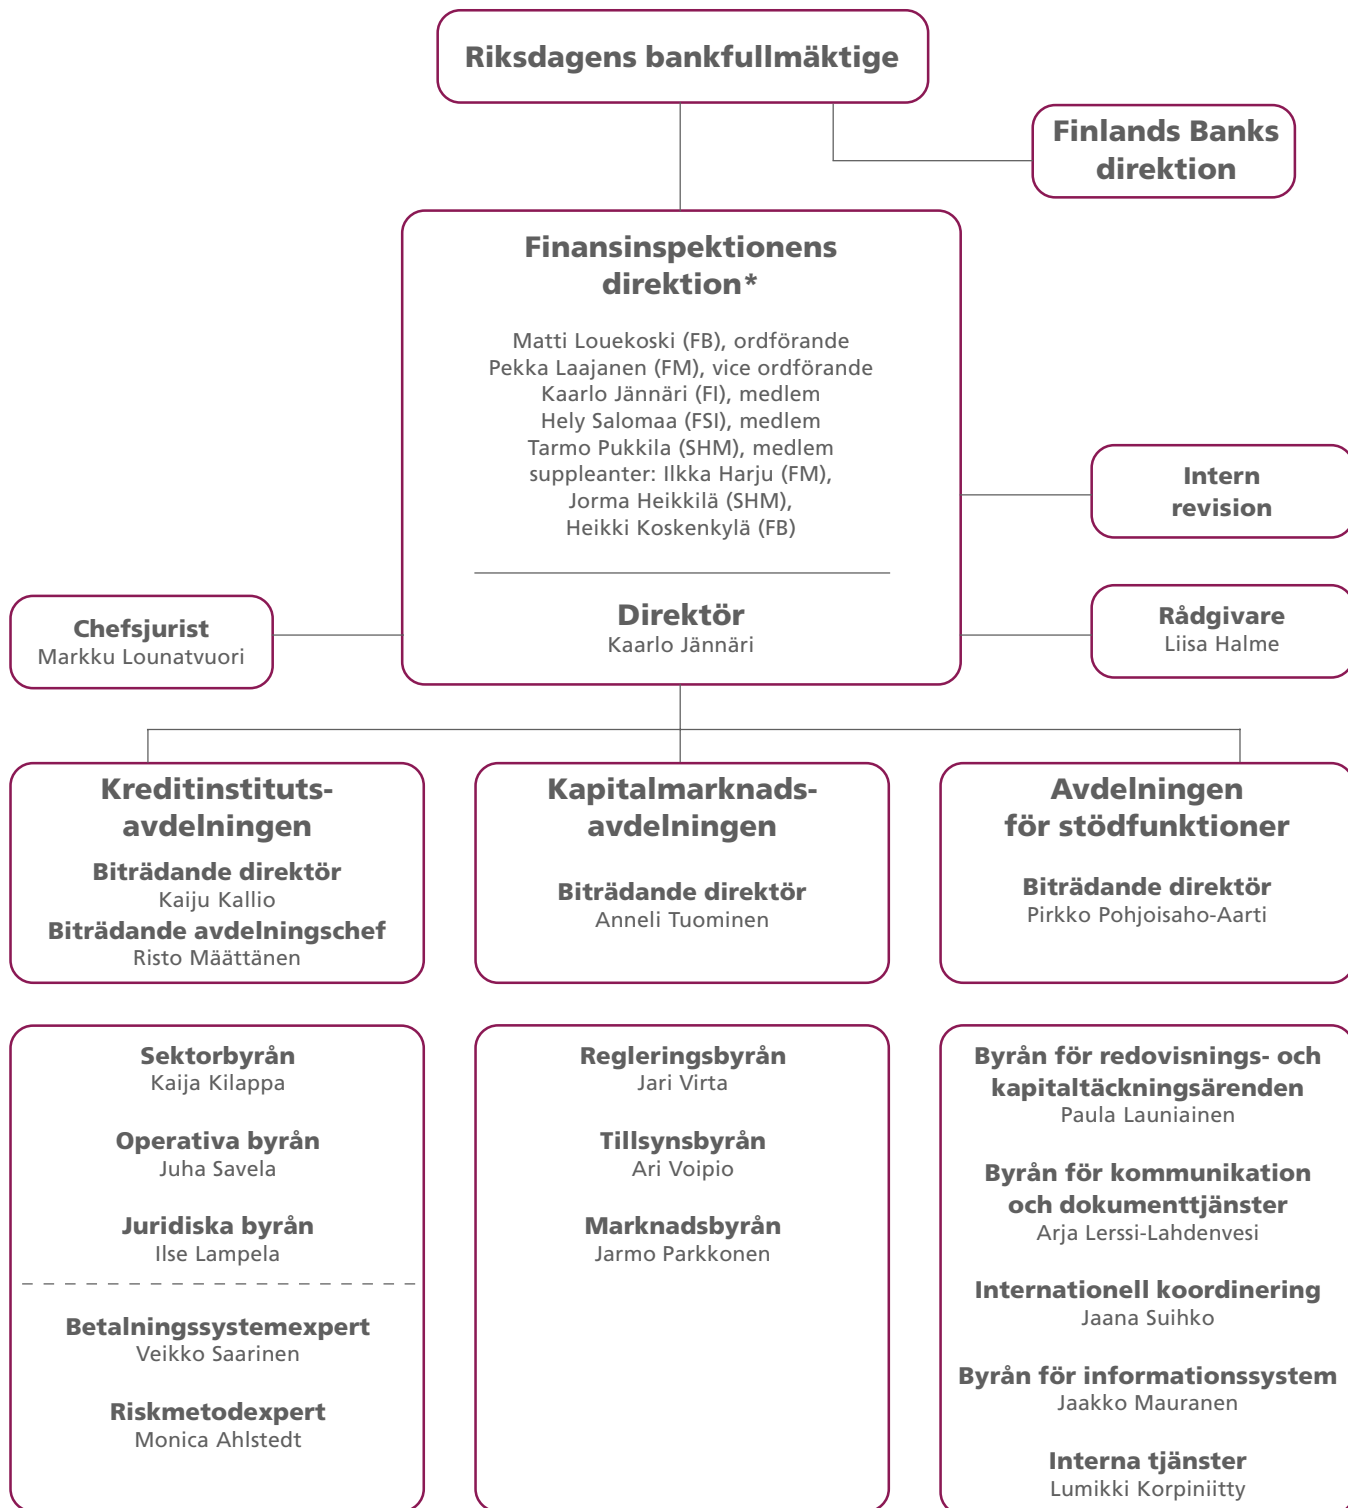 Riksdagens bankfullmäktige
Finlands Banks
direktion
Finansinspektionens
direktion*
Matti Louekoski (FB), ordförande
Pekka Laajanen (FM), vice ordförande
Kaarlo Jännäri (FI), medlem
Hely Salomaa (FSI), medlem
Tarmo Pukkila (SHM), medlem
suppleanter: Ilkka Harju (FM),
Jorma Heikkilä (SHM),
Heikki Koskenkylä (FB)
Intern
revision
Direktör
Kaarlo Jännäri
Chefsjurist
Markku Lounatvuori
Rådgivare
Liisa Halme
Kreditinstituts-
avdelningen
Biträdande direktör
Kaiju Kallio
Biträdande avdelningschef
Risto Määttänen
Kapitalmarknads-
avdelningen
Biträdande direktör
Anneli Tuominen
Avdelningen
för stödfunktioner
Biträdande direktör
Pirkko Pohjoisaho-Aarti
Sektorbyrån
Kaija Kilappa
Operativa byrån
Juha Savela
Juridiska byrån
Ilse Lampela
Betalningssystemexpert
Veikko Saarinen
Riskmetodexpert
Monica Ahlstedt
Regleringsbyrån
Jari Virta
Tillsynsbyrån
Ari Voipio
Marknadsbyrån
Jarmo Parkkonen
Byrån för redovisnings- och
kapitaltäckningsärenden
Paula Launiainen
Byrån för kommunikation
och dokumenttjänster
Arja Lerssi-Lahdenvesi
Internationell koordinering
Jaana Suihko
Byrån för informationssystem
Jaakko Mauranen
Interna tjänster
Lumikki Korpiniitty